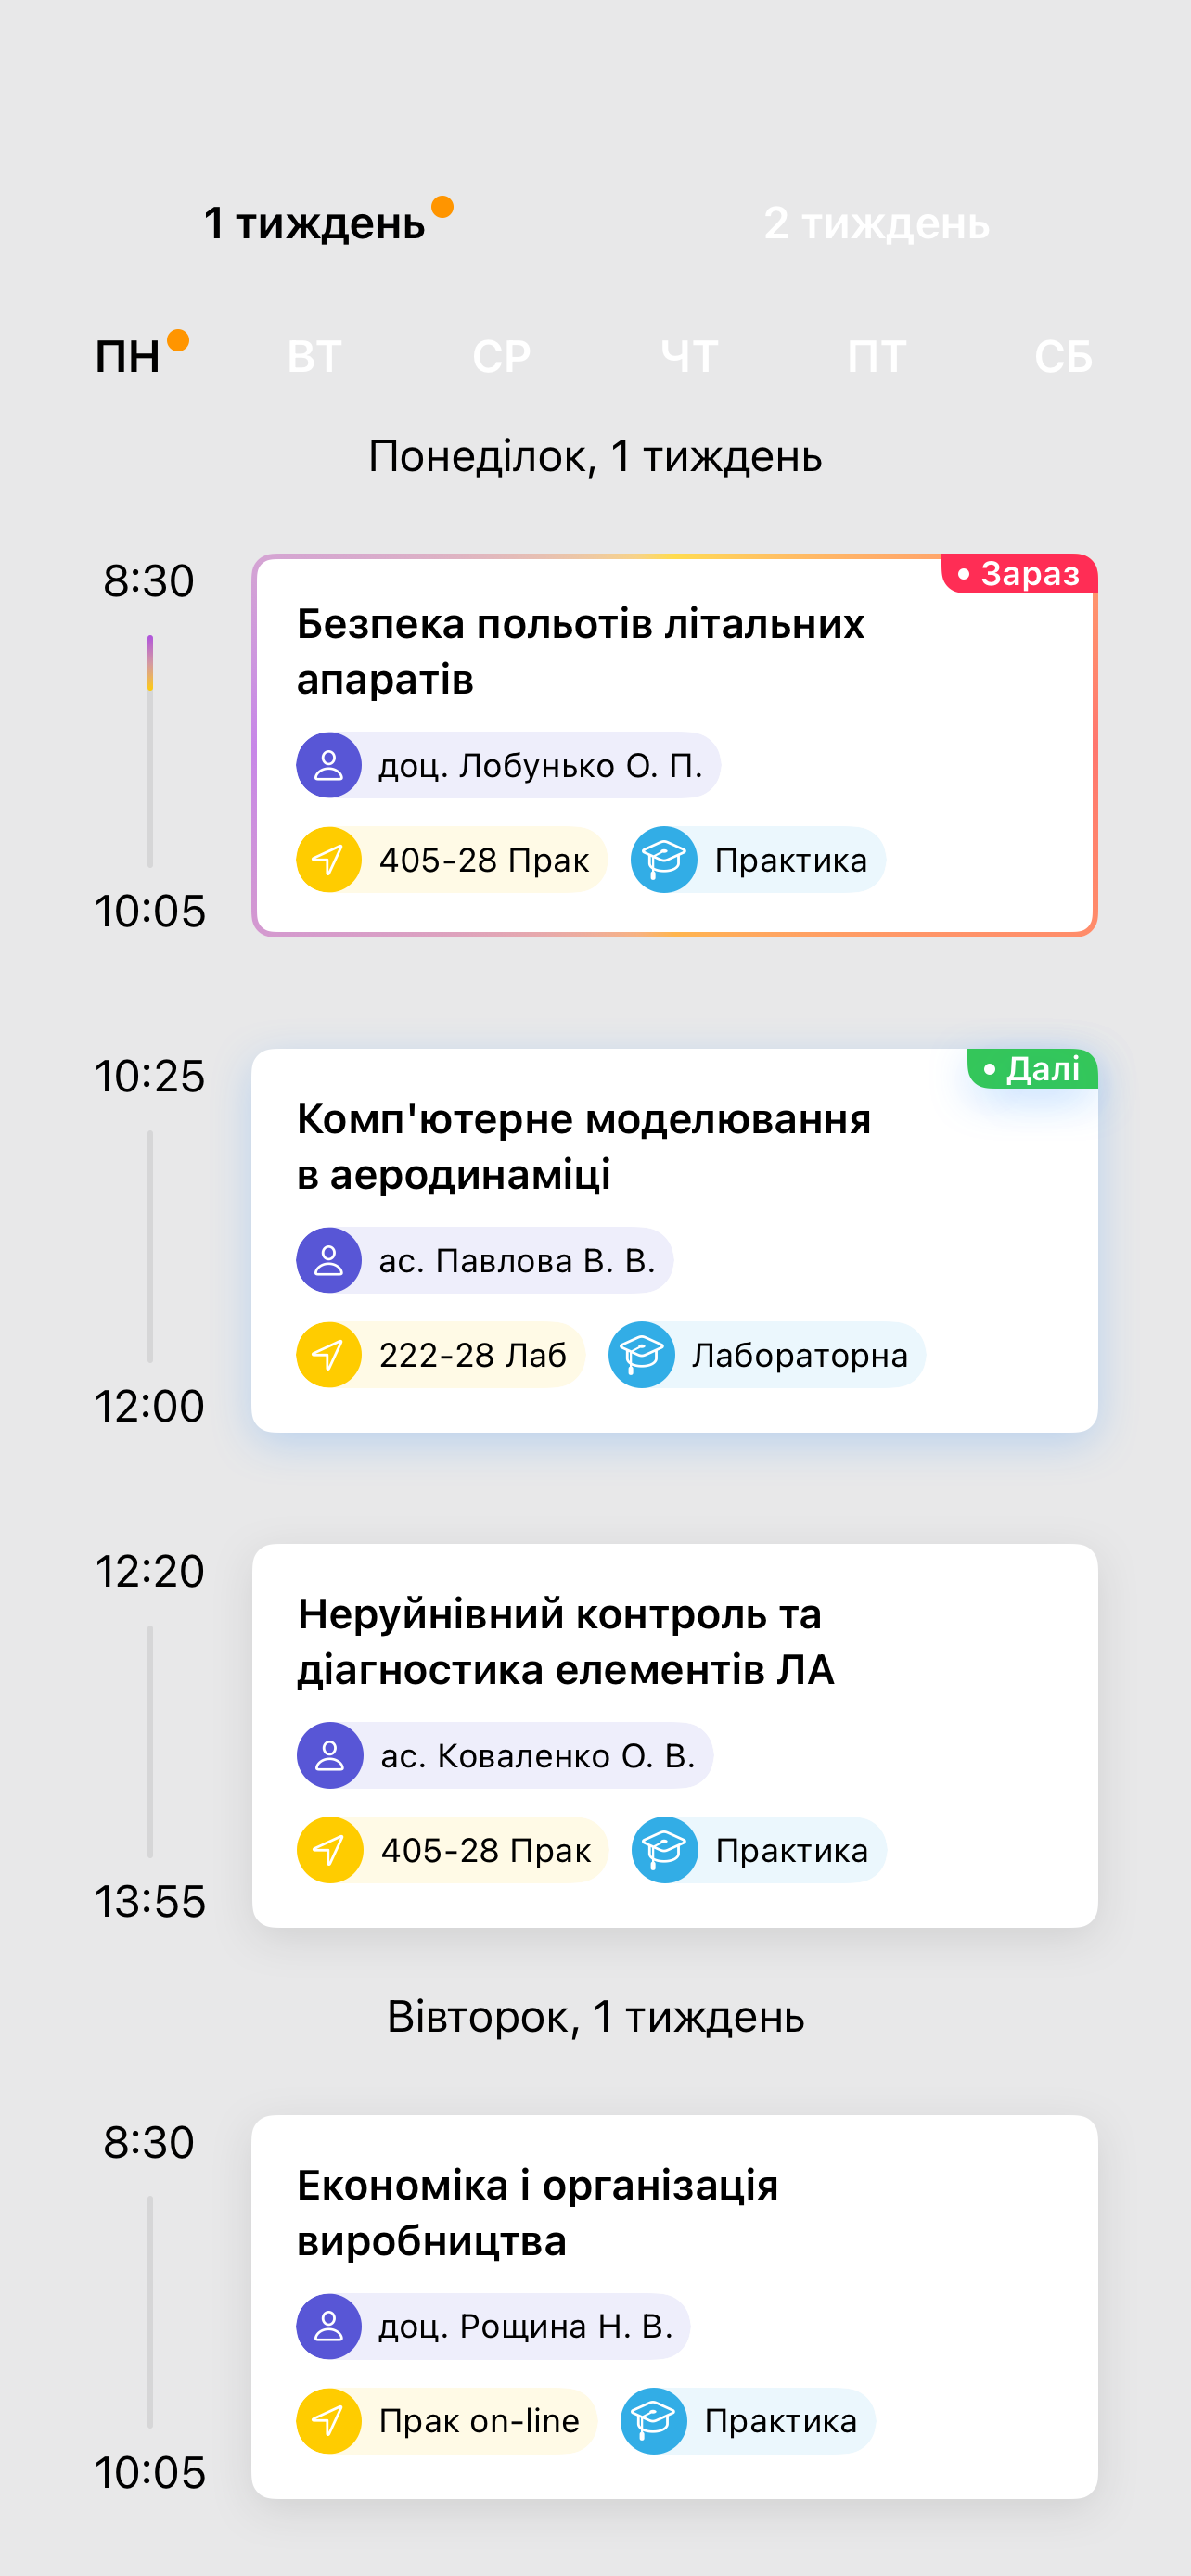 1 тиждень 2 тиждень
ПН ВТ СР ЧТ ПТ СБ
Понеділок, 1 тиждень
8:30
Зараз
Безпека польотів літальних
апаратів
доц. Лобунько О. П.
405-28 Прак Практика
10:05
10:25
Далі
Комп'ютерне моделювання
в аеродинаміці
ас. Павлова В. В.
222-28 Лаб Лабораторна
12:00
12:20
Неруйнівний контроль та
діагностика елементів ЛА
ас. Коваленко О. В.
405-28 Прак Практика
13:55
Вівторок, 1 тиждень
8:30
Економіка і організація
виробництва
доц. Рощина Н. В.
Прак on-line Практика
10:05